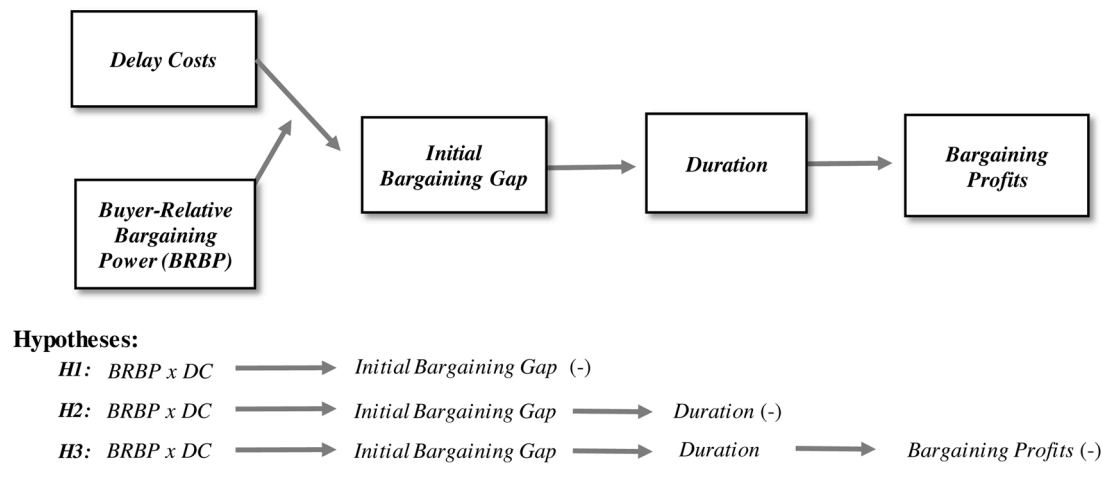 Delay Costs
Buyer-Relative
Bargaining
Power (BRBP)
Initial
Bargaining Gap
Duration
Bargaining
Profits
Hypotheses:
H1: BRBP x DC Initial Bargaining Gap (-)
H2: BRBP x DC Initial Bargaining Gap Duration (-)
H3: BRBP x DC Initial Bargaining Gap Duration Bargaining Profits (-)